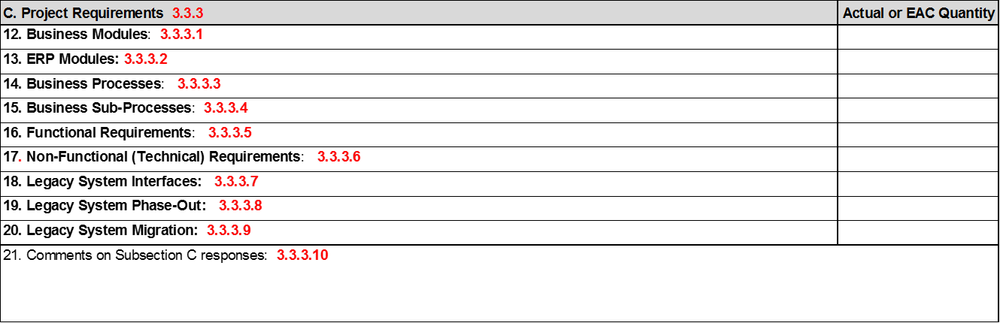 C. Project Requirements 3.3.3 Actual or EAC Quantity
12. Business Modules: 3.3.3.1
13. ERP Modules: 3.3.3.2
14. Business Processes: 3.3.3.3
15. Business Sub-Processes: 3.3.3.4
16. Functional Requirements: 3.3.3.5
17. Non-Functional (Technical) Requirements: 3.3.3.6
18. Legacy System Interfaces: 3.3.3.7
19. Legacy System Phase-Out: 3.3.3.8
20. Legacy System Migration: 3.3.3.9
21. Comments on Subsection C responses: 3.3.3.10